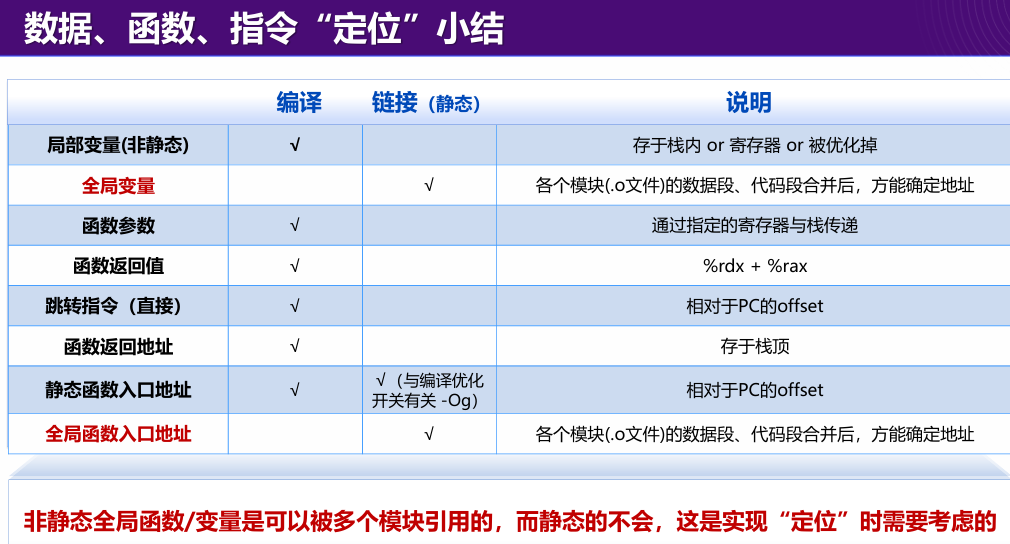 数据、函数、指令“定位”小结
编译 链接（静态） 说明
局部变量(非静态) √ 存于栈内 or 寄存器 or 被优化掉
全局变量 √ 各个模块(.o文件)的数据段、代码段合并后，方能确定地址
函数参数 √ 通过指定的寄存器与栈传递
函数返回值 √ %rdx + %rax
跳转指令（直接） √ 相对于PC的offset
函数返回地址 √ 存于栈顶
静态函数入口地址 √ √（与编译优化
开关有关 -Og） 相对于PC的offset
全局函数入口地址 √ 各个模块(.o文件)的数据段、代码段合并后，方能确定地址
非静态全局函数/变量是可以被多个模块引用的，而静态的不会，这是实现“定位”时需要考虑的